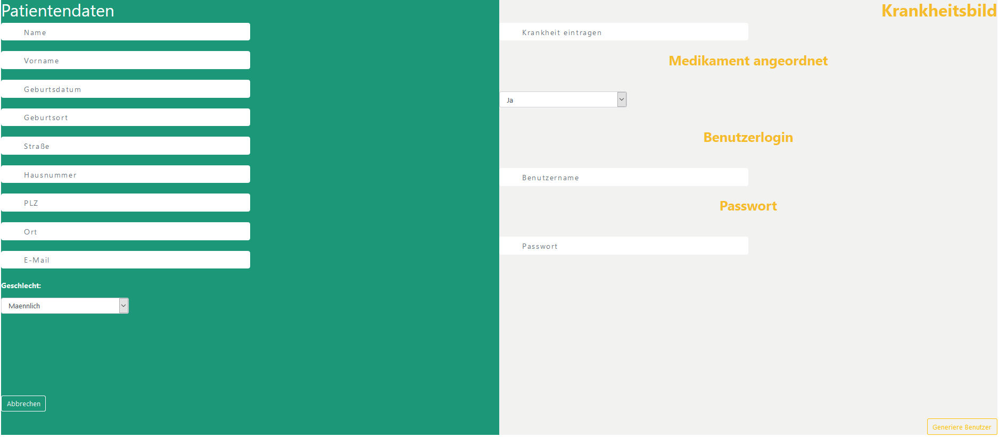 Patientendaten
Name
Vorname
Geburtsdatum
Geburtsort
Straße
Hausnummer
PLZ
Ort
E-Mail
Geschlecht:
Maennlich
Abbrechen
Krankheitsbild
Krankheit eintragen
Medikament angeordnet
Ja
Benutzerlogin
Benutzername
Passwort
Passwort
Generiere Benutzer